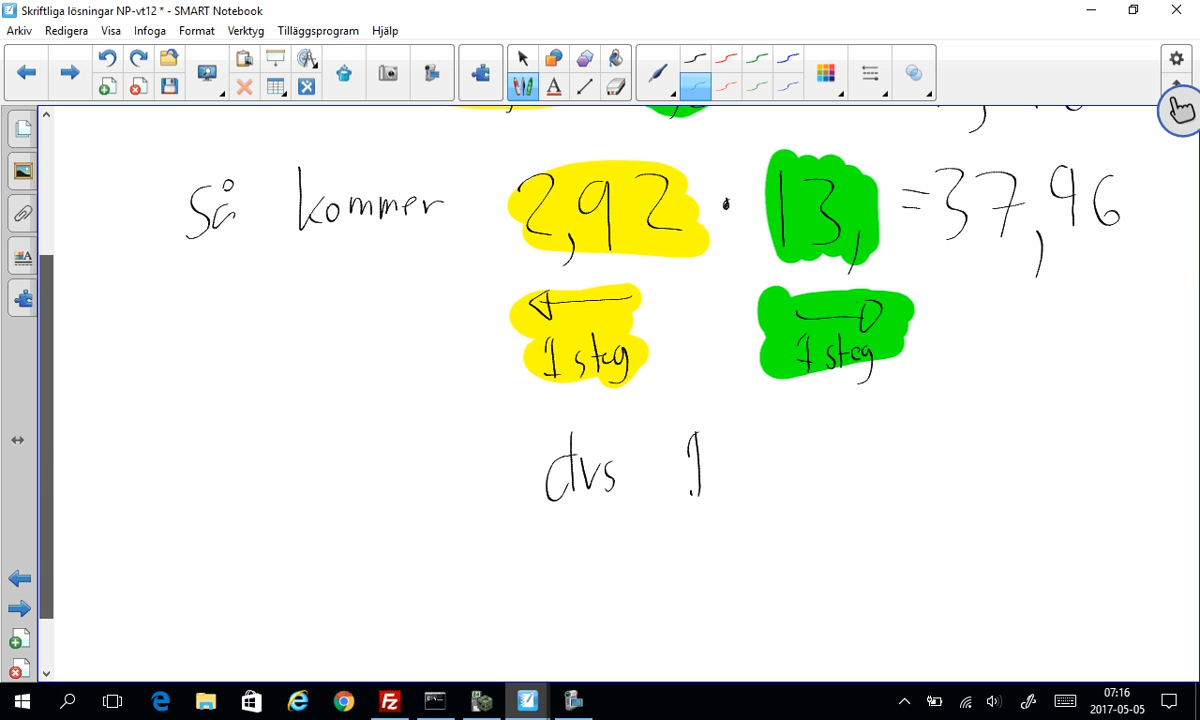 Skriftliga lösningar NP-vt12 * - SMART Notebook
Arkiv Redigera Visa Infoga Format Verktyg Tilläggsprogram Hjälp
så kommer 2,92 · 13, = 37,96
1 steg 1 steg
dvs 1
07:16
2017-05-05